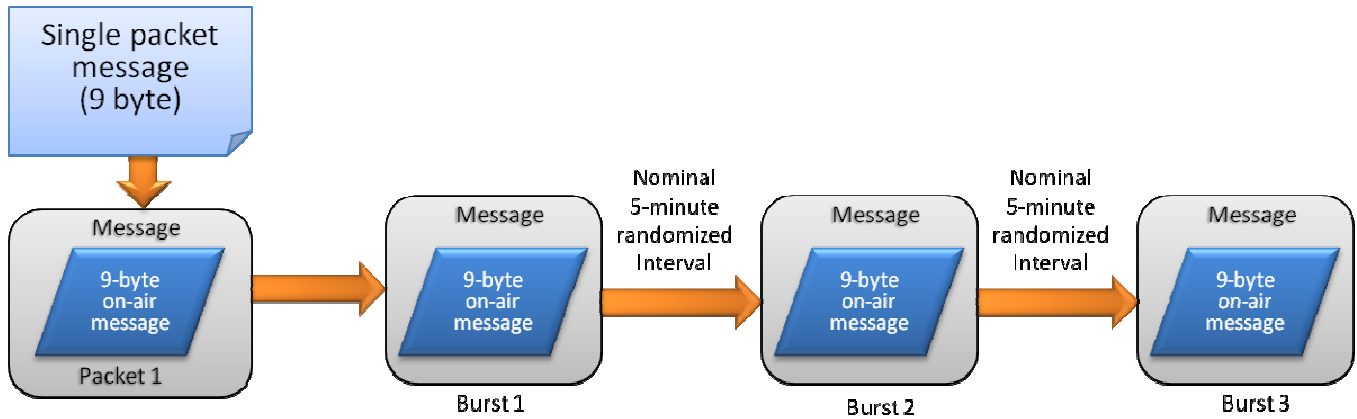 Single packet
message
(9 byte)
Message
9-byte
on-air
message
Packet 1
Message
9-byte
on-air
message
Burst 1
Nominal
5-minute
randomized
Interval
Message
9-byte
on-air
message
Burst 2
Nominal
5-minute
randomized
Interval
Message
9-byte
on-air
message
Burst 3